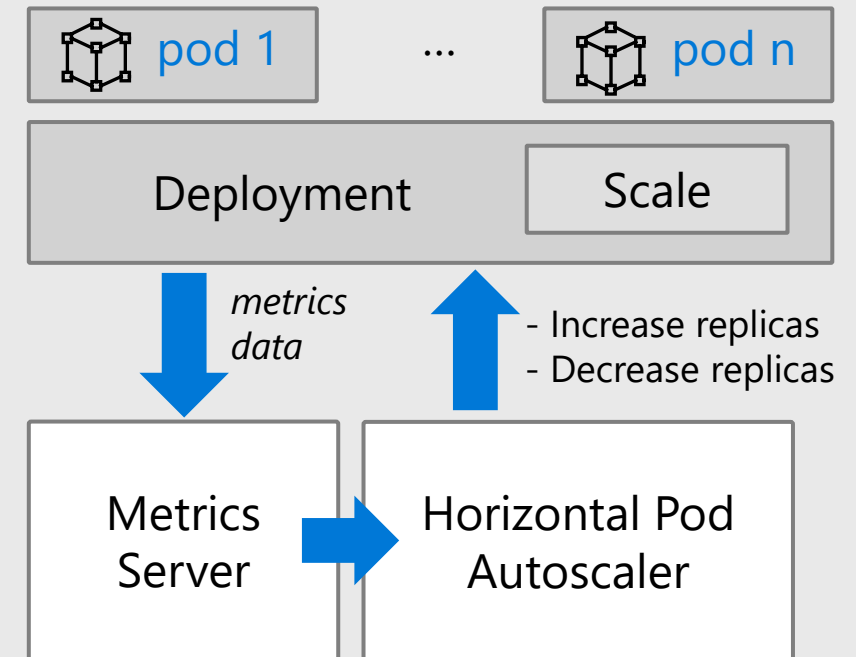 pod 1
...
pod n
Deployment
Scale
metrics
data
- Increase replicas
- Decrease replicas
Metrics
Server
Horizontal Pod
Autoscaler